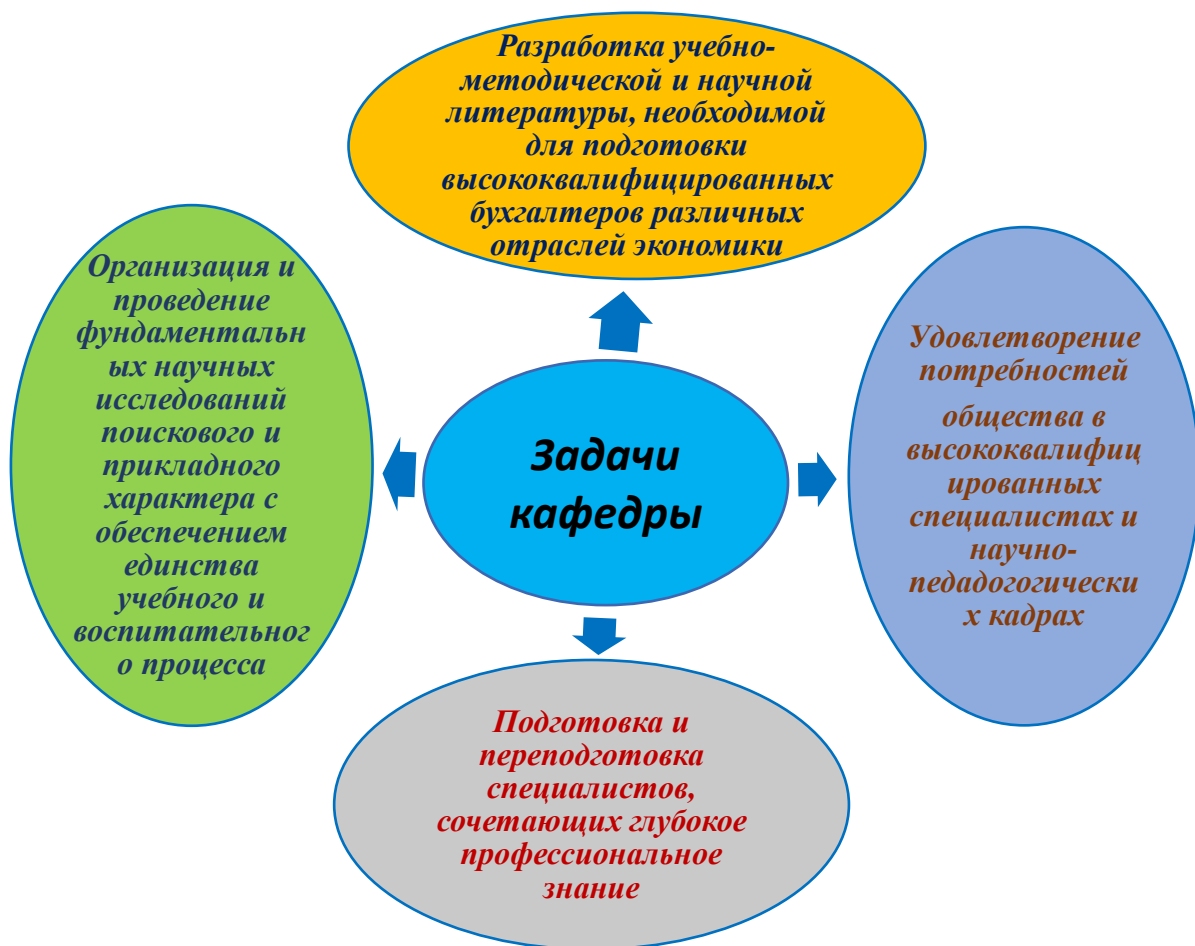 Разработка учебно-
методической и научной
литературы, необходимой
для подготовки
высококвалифицированных
бухгалтеров различных
отраслей экономики
Организация и
проведение
фундаментальн
ых научных
исследований
поискового и
прикладного
характера с
обеспечением
единства
учебного и
воспитательног
о процесса
Задачи
кафедры
Удовлетворение
потребностей
общества в
высококвалифиц
ированных
специалистах и
научно-
педадогически
х кадрах
Подготовка и
переподготовка
специалистов,
сочетающих глубокое
профессиональное
знание